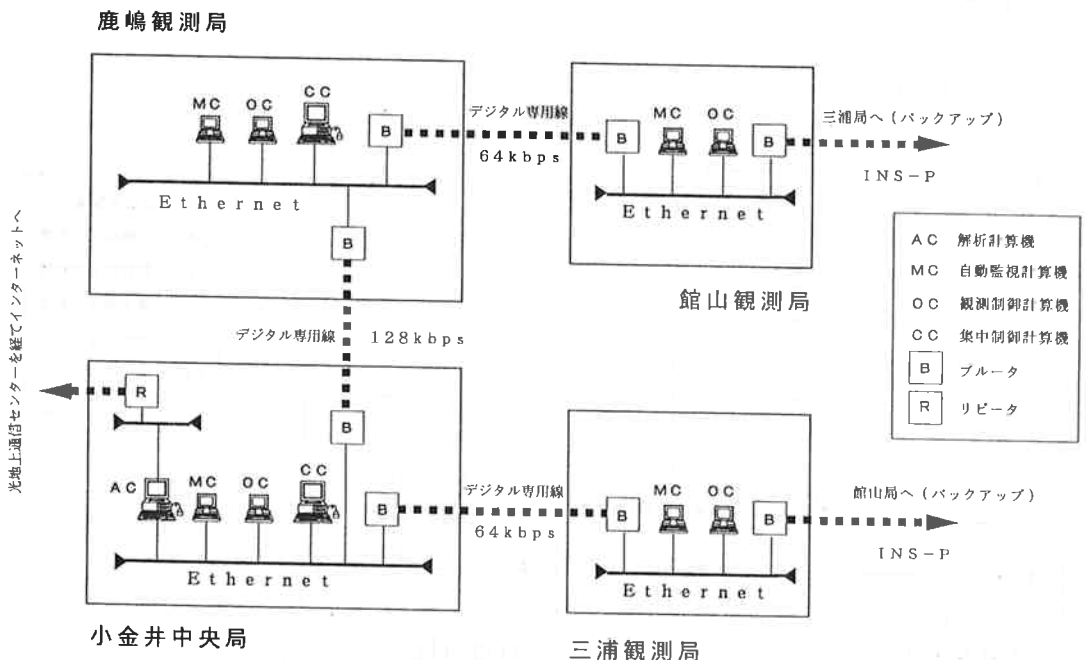 鹿嶋観測局
MC
OC
CC
B
Ethernet
B
デジタル専用線
64kbps
B
MC
OC
B
Ethernet
三浦局へ（バックアップ）
INS-P
館山観測局
AC 解析計算機
MC 自動監視計算機
OC 観測制御計算機
CC 集中制御計算機
B ブルータ
R リピータ
デジタル専用線
128kbps
光地上通信センターを経てインターネットへ
R
B
AC
MC
OC
CC
B
Ethernet
小金井中央局
デジタル専用線
64kbps
B
MC
OC
B
Ethernet
館山局へ（バックアップ）
INS-P
三浦観測局